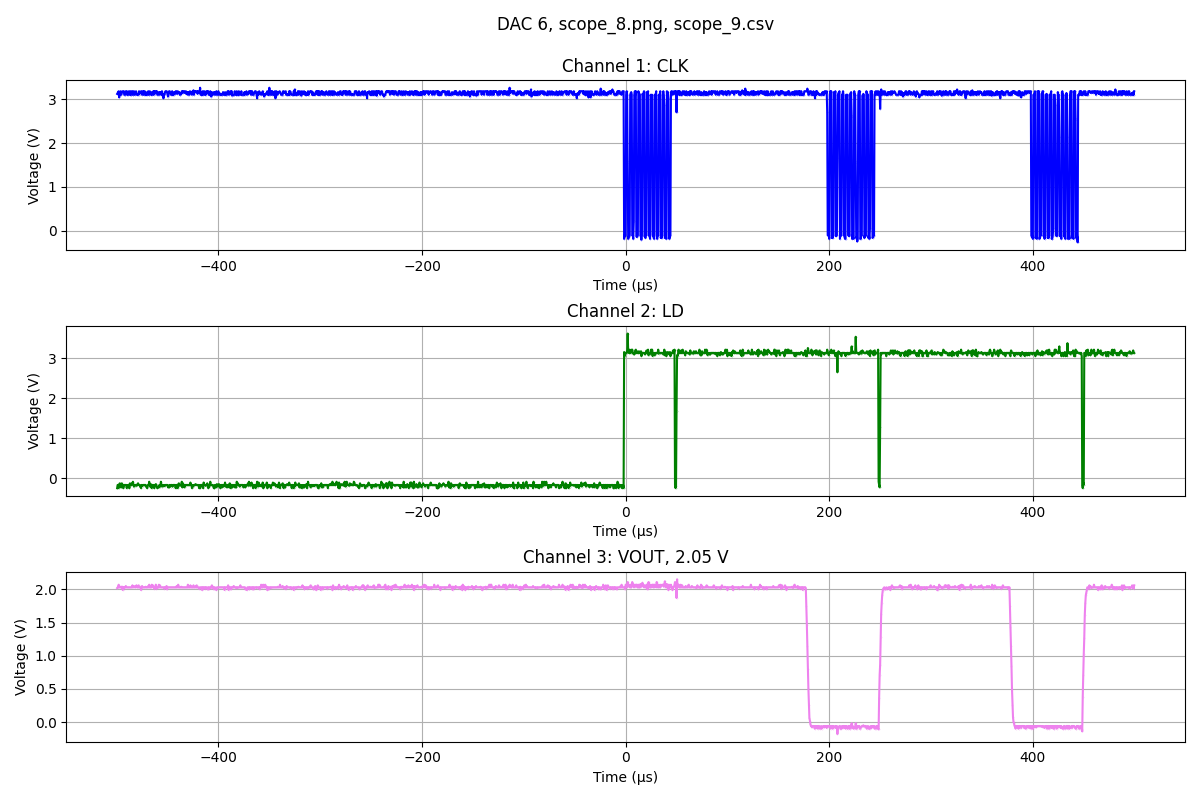 DAC 6, scope_8.png, scope_9.csv
Channel 1: CLK
Voltage (V)
3
2
1
0
−400 −200 0 200 400
Time (µs)
Channel 2: LD
Voltage (V)
3
2
1
0
−400 −200 0 200 400
Time (µs)
Channel 3: VOUT, 2.05 V
Voltage (V)
2.0
1.5
1.0
0.5
0.0
−400 −200 0 200 400
Time (µs)